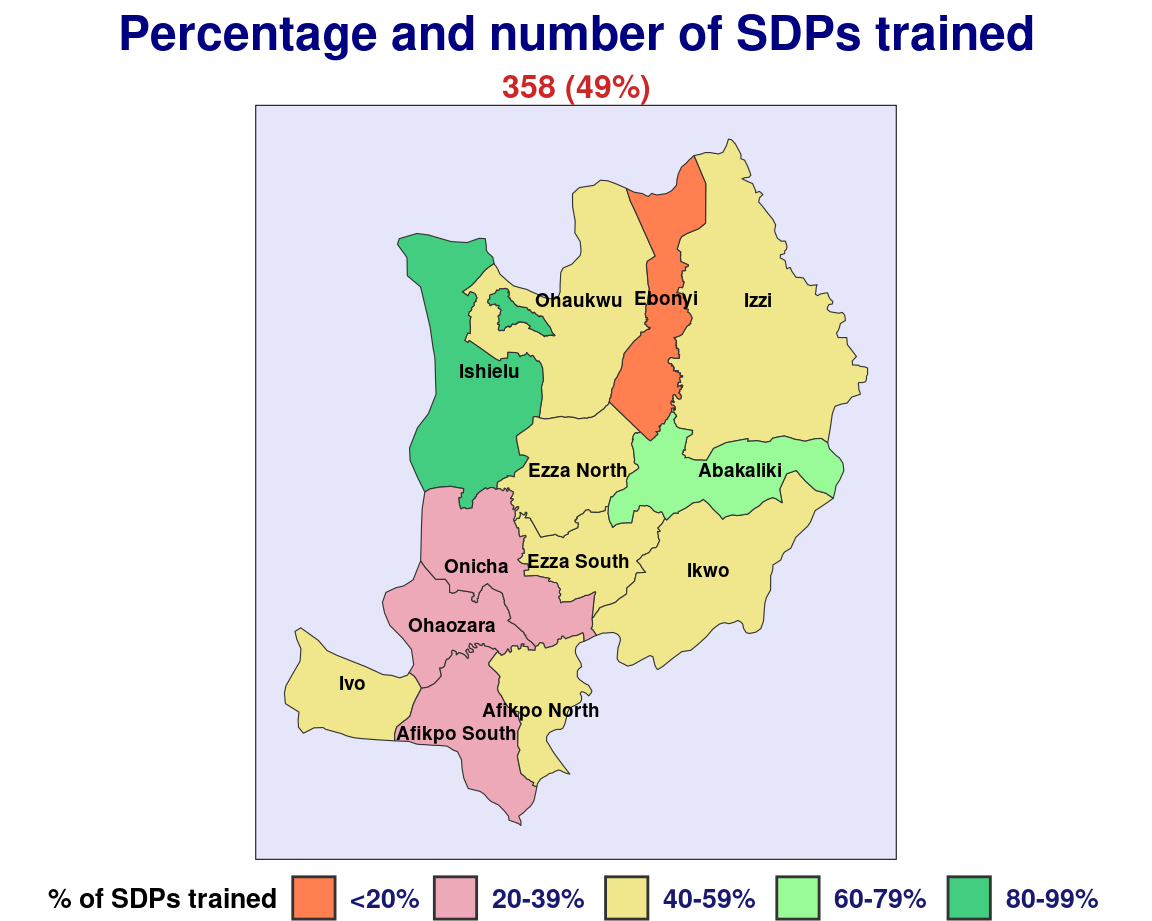 Percentage and number of SDPs trained
358 (49%)
Ohaukwu Ebonyi Izzi
Ishielu
Ezza North Abakaliki
Onicha Ezza South Ikwo
Ohaozara
Ivo
Afikpo North
Afikpo South
% of SDPs trained <20% 20-39% 40-59% 60-79% 80-99%